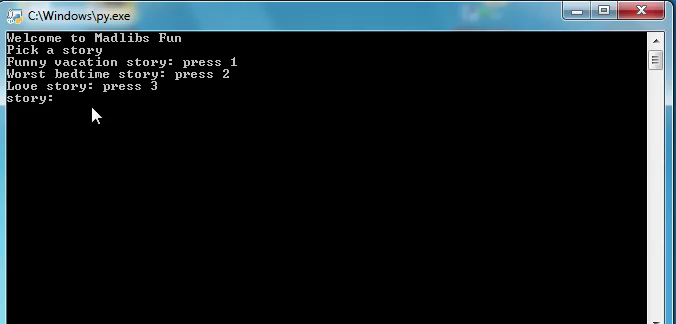 C:\Windows\py.exe
Welcome to Madlibs Fun
Pick a story
Funny vacation story: press 1
Worst bedtime story: press 2
Love story: press 3
story: